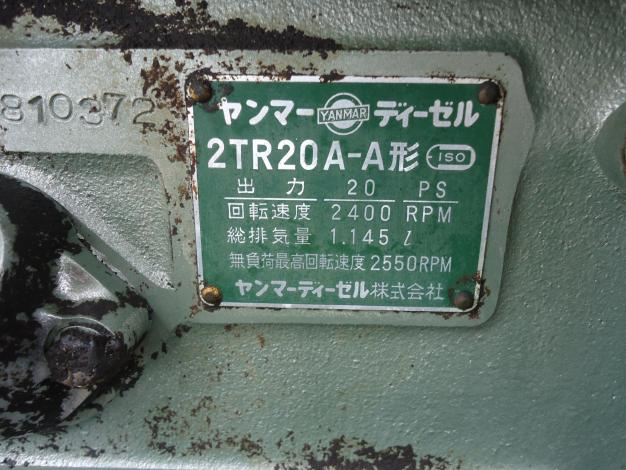 810372
ヤンマー YANMAR ディーゼル
2TR20A-A形 ISO
出力 20 PS
回転速度 2400 RPM
総排気量 1.145 l
無負荷最高回転速度 2550RPM
ヤンマーディーゼル株式会社